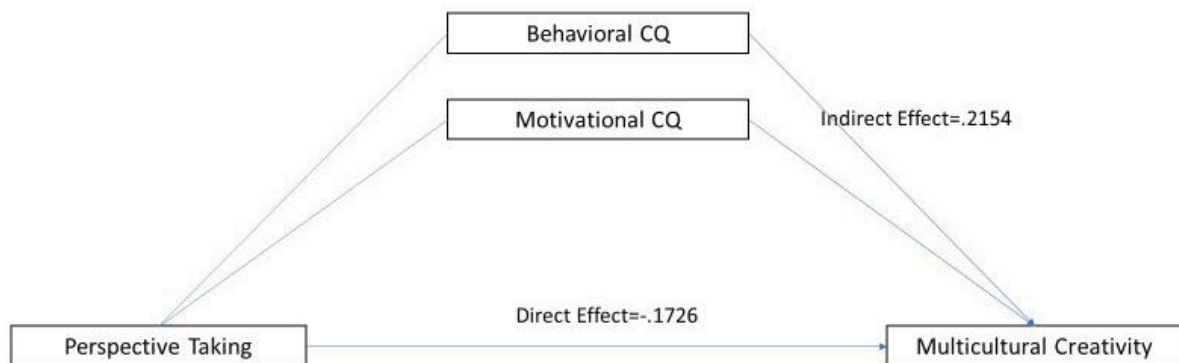 Behavioral CQ
Motivational CQ
Indirect Effect=.2154
Direct Effect=-.1726
Perspective Taking
Multicultural Creativity